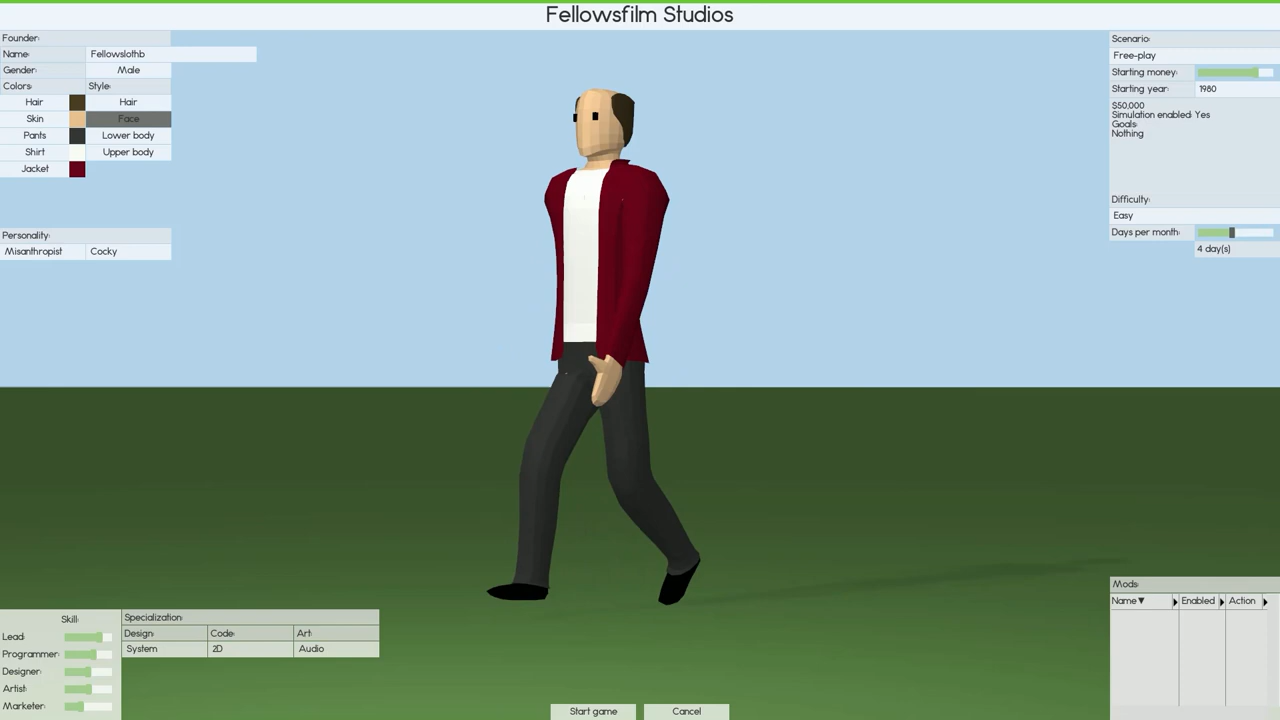 Fellowsfilm Studios
Founder:
Name: Fellowslothb
Gender: Male
Colors: Style:
Hair Hair
Skin Face
Pants Lower body
Shirt Upper body
Jacket
Personality:
Misanthropist Cocky
Scenario:
Free-play
Starting money:
Starting year: 1980
$50,000
Simulation enabled: Yes
Goals:
Nothing
Difficulty:
Easy
Days per month:
4 day(s)
Skill:
Lead:
Programmer:
Designer:
Artist:
Marketer:
Specialization:
Design: Code: Art:
System 2D Audio
Mods:
Name▼ Enabled Action
Start game Cancel